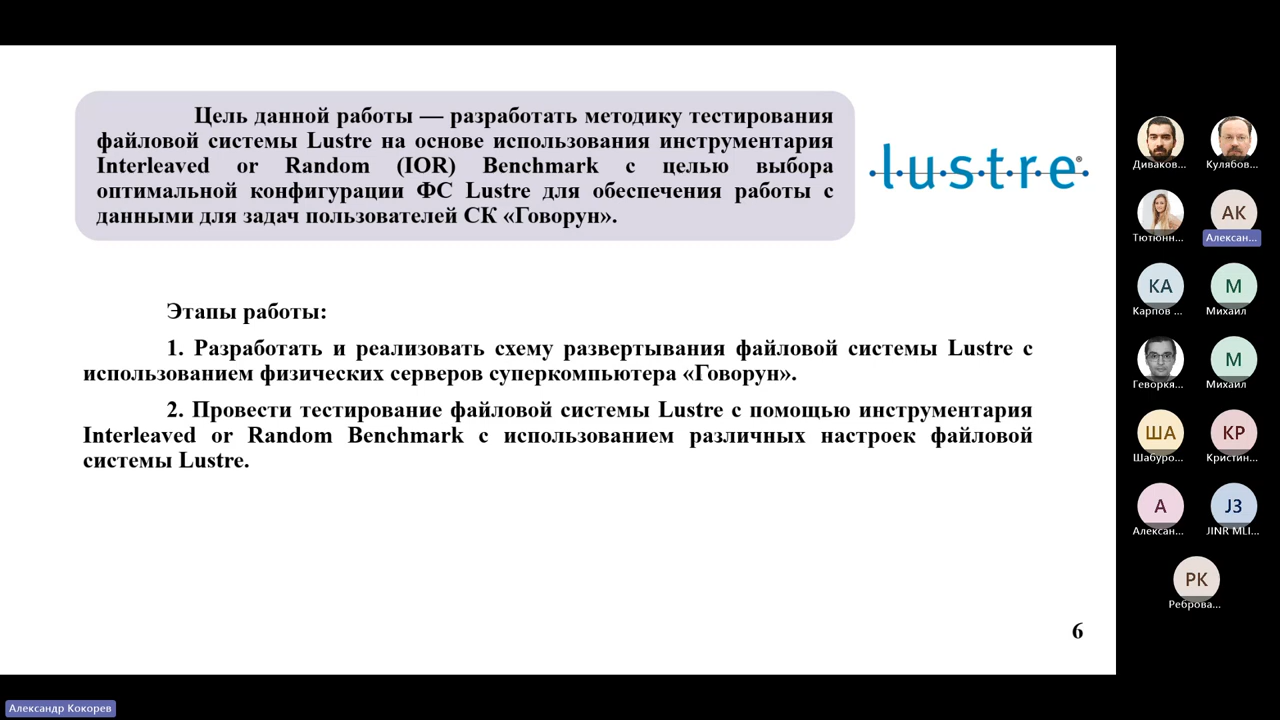 Цель данной работы — разработать методику тестирования
файловой системы Lustre на основе использования инструментария
Interleaved or Random (IOR) Benchmark с целью выбора
оптимальной конфигурации ФС Lustre для обеспечения работы с
данными для задач пользователей СК «Говорун».
lustre®
Этапы работы:
1. Разработать и реализовать схему развертывания файловой системы Lustre с
использованием физических серверов суперкомпьютера «Говорун».
2. Провести тестирование файловой системы Lustre с помощью инструментария
Interleaved or Random Benchmark с использованием различных настроек файловой
системы Lustre.
6
Диваков...
Кулябов...
Тютюнн...
АК
Алексан...
КА
Карпов ...
М
Михаил
Геворкя...
М
Михаил
ША
Шабуро...
КР
Кристин...
А
Алексан...
J3
JINR MLI...
РК
Реброва...
Александр Кокорев